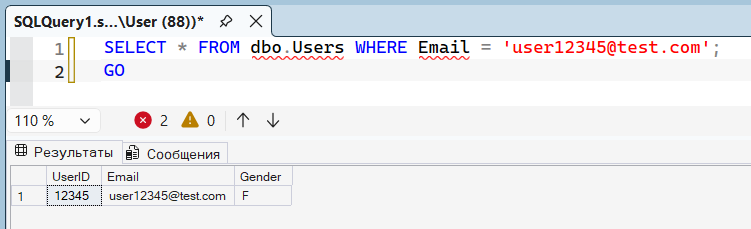 SQLQuery1.s...\User (88))*
1 SELECT * FROM dbo.Users WHERE Email = 'user12345@test.com';
2 GO
110 % 2 0
Результаты Сообщения
UserID Email Gender
1 12345 user12345@test.com F